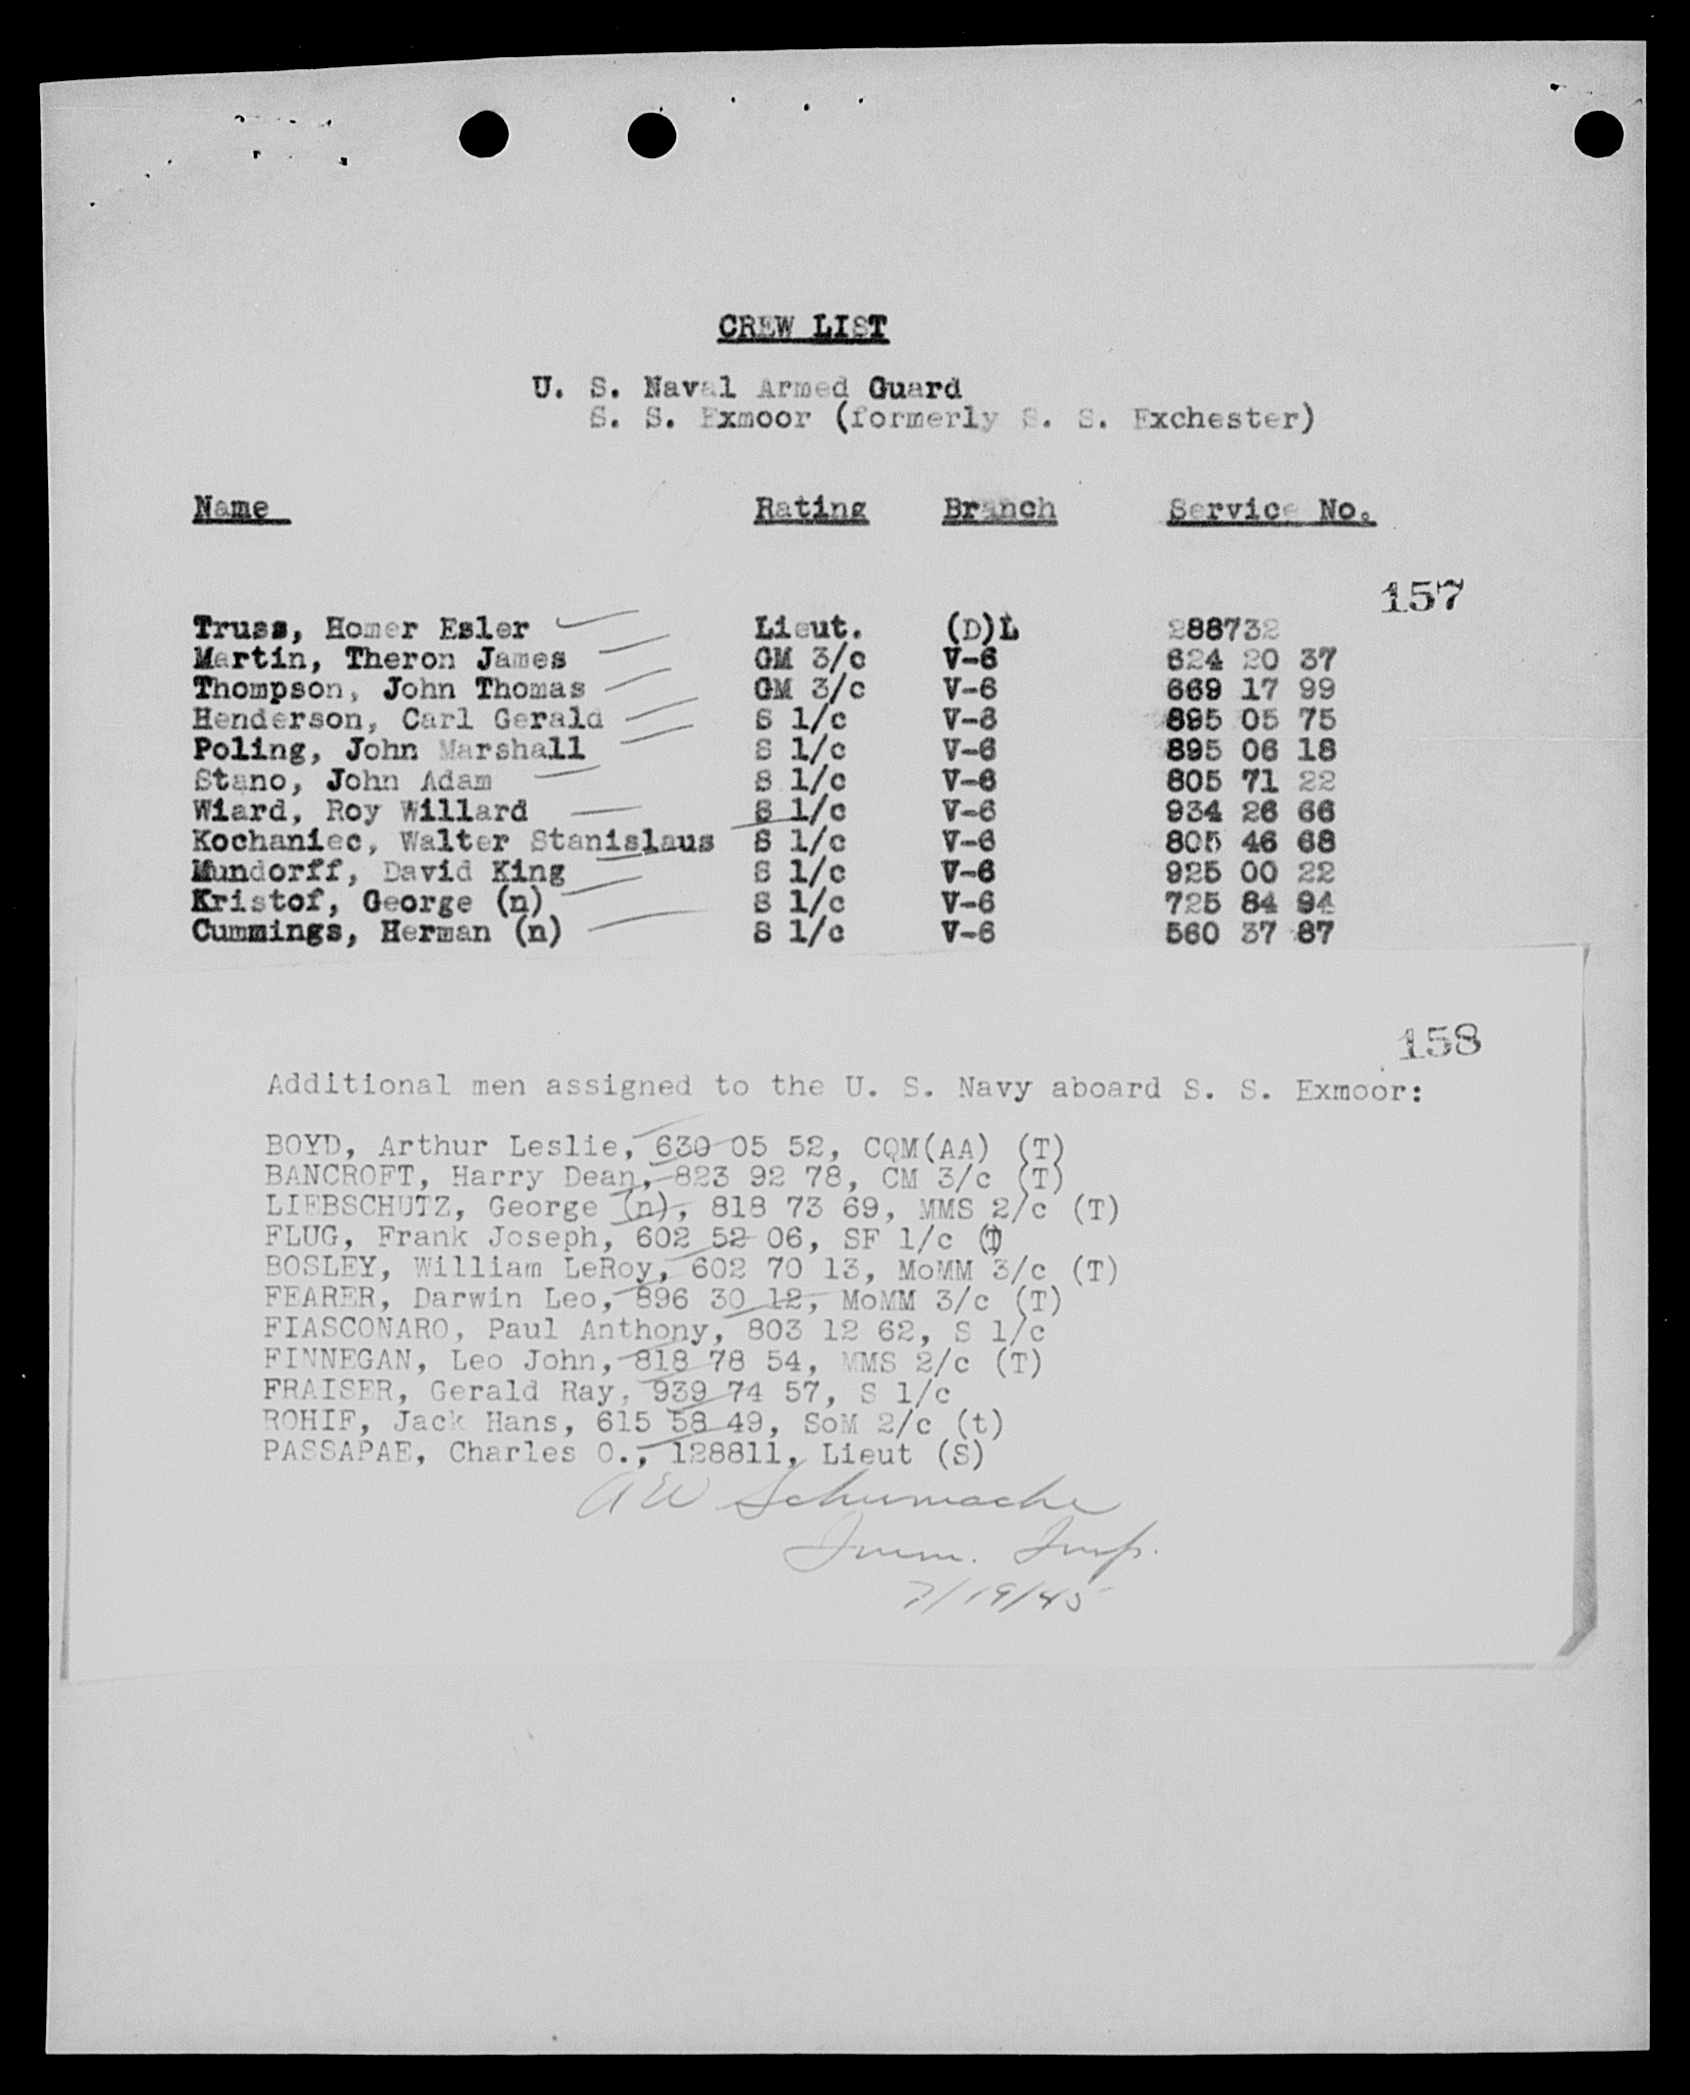 CREW LIST
U. S. Naval Armed Guard
S. S. Exmoor (formerly S. S. Exchester)
Name Rating Branch Service No.
157
Truss, Homer Esler Lieut. (D)L 288732
Martin, Theron James GM 3/c V-6 624 20 37
Thompson, John Thomas GM 3/c V-6 669 17 99
Henderson, Carl Gerald S 1/c V-6 895 05 75
Poling, John Marshall S 1/c V-6 895 06 18
Stano, John Adam S 1/c V-6 805 71 22
Wiard, Roy Willard S 1/c V-6 934 26 66
Kochaniec, Walter Stanislaus S 1/c V-6 805 46 68
Mundorff, David King S 1/c V-6 925 00 22
Kristof, George (n) S 1/c V-6 725 84 94
Cummings, Herman (n) S 1/c V-6 560 37 87
158
Additional men assigned to the U. S. Navy aboard S. S. Exmoor:
BOYD, Arthur Leslie, 630 05 52, CQM(AA) (T)
BANCROFT, Harry Dean, 823 92 78, CM 3/c (T)
LIEBSCHUTZ, George (n), 818 73 69, MMS 2/c (T)
FLUG, Frank Joseph, 602 52 06, SF 1/c (T)
BOSLEY, William LeRoy, 602 70 13, MoMM 3/c (T)
FEARER, Darwin Leo, 896 30 12, MoMM 3/c (T)
FIASCONARO, Paul Anthony, 803 12 62, S 1/c
FINNEGAN, Leo John, 818 78 54, MMS 2/c (T)
FRAISER, Gerald Ray, 939 74 57, S 1/c
ROHIF, Jack Hans, 615 58 49, SoM 2/c (t)
PASSAPAE, Charles O., 128811, Lieut (S)
A W Schumache
Imm. Insp.
7/19/45